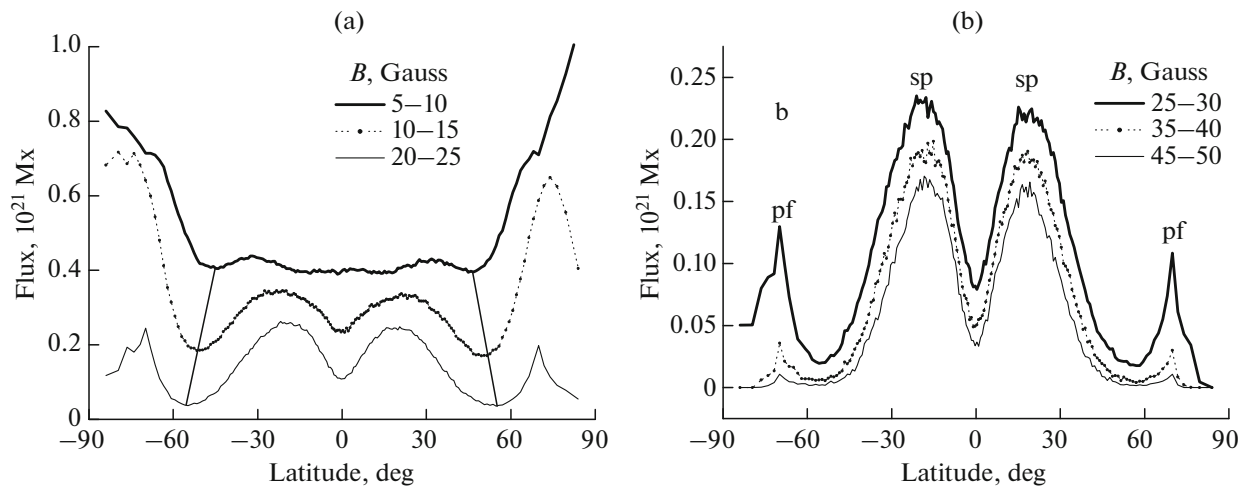 (a)
1.0
0.8
0.6
0.4
0.2
0
Flux, 10²¹ Mx
B, Gauss
5–10
10–15
20–25
–90 –60 –30 0 30 60 90
Latitude, deg
(b)
0.25
0.20
0.15
0.10
0.05
0
Flux, 10²¹ Mx
sp sp
b
pf
pf
B, Gauss
25–30
35–40
45–50
–90 –60 –30 0 30 60 90
Latitude, deg